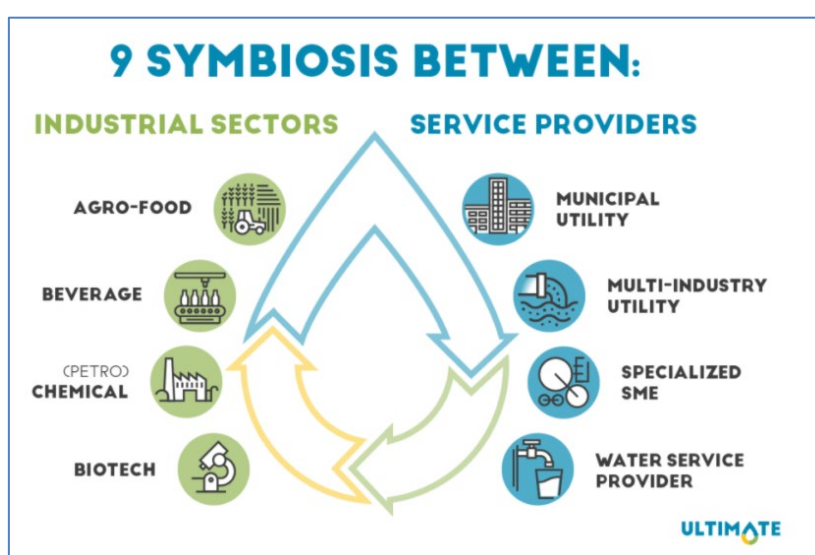 9 SYMBIOSIS BETWEEN:
INDUSTRIAL SECTORS
AGRO-FOOD
BEVERAGE
(PETRO)
CHEMICAL
BIOTECH
SERVICE PROVIDERS
MUNICIPAL
UTILITY
MULTI-INDUSTRY
UTILITY
SPECIALIZED
SME
WATER SERVICE
PROVIDER
ULTIMATE